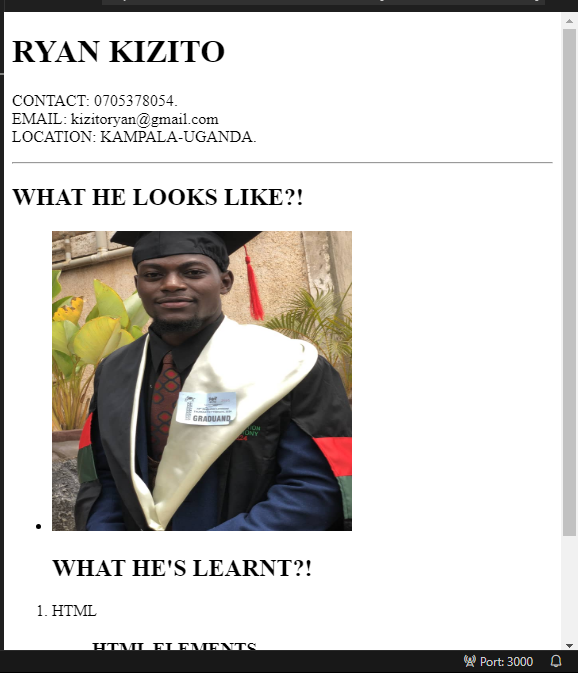 RYAN KIZITO
CONTACT: 0705378054.
EMAIL: kizitoryan@gmail.com
LOCATION: KAMPALA-UGANDA.
WHAT HE LOOKS LIKE?!
GRADUAND
WHAT HE'S LEARNT?!
1. HTML
HTML ELEMENTS
Port: 3000